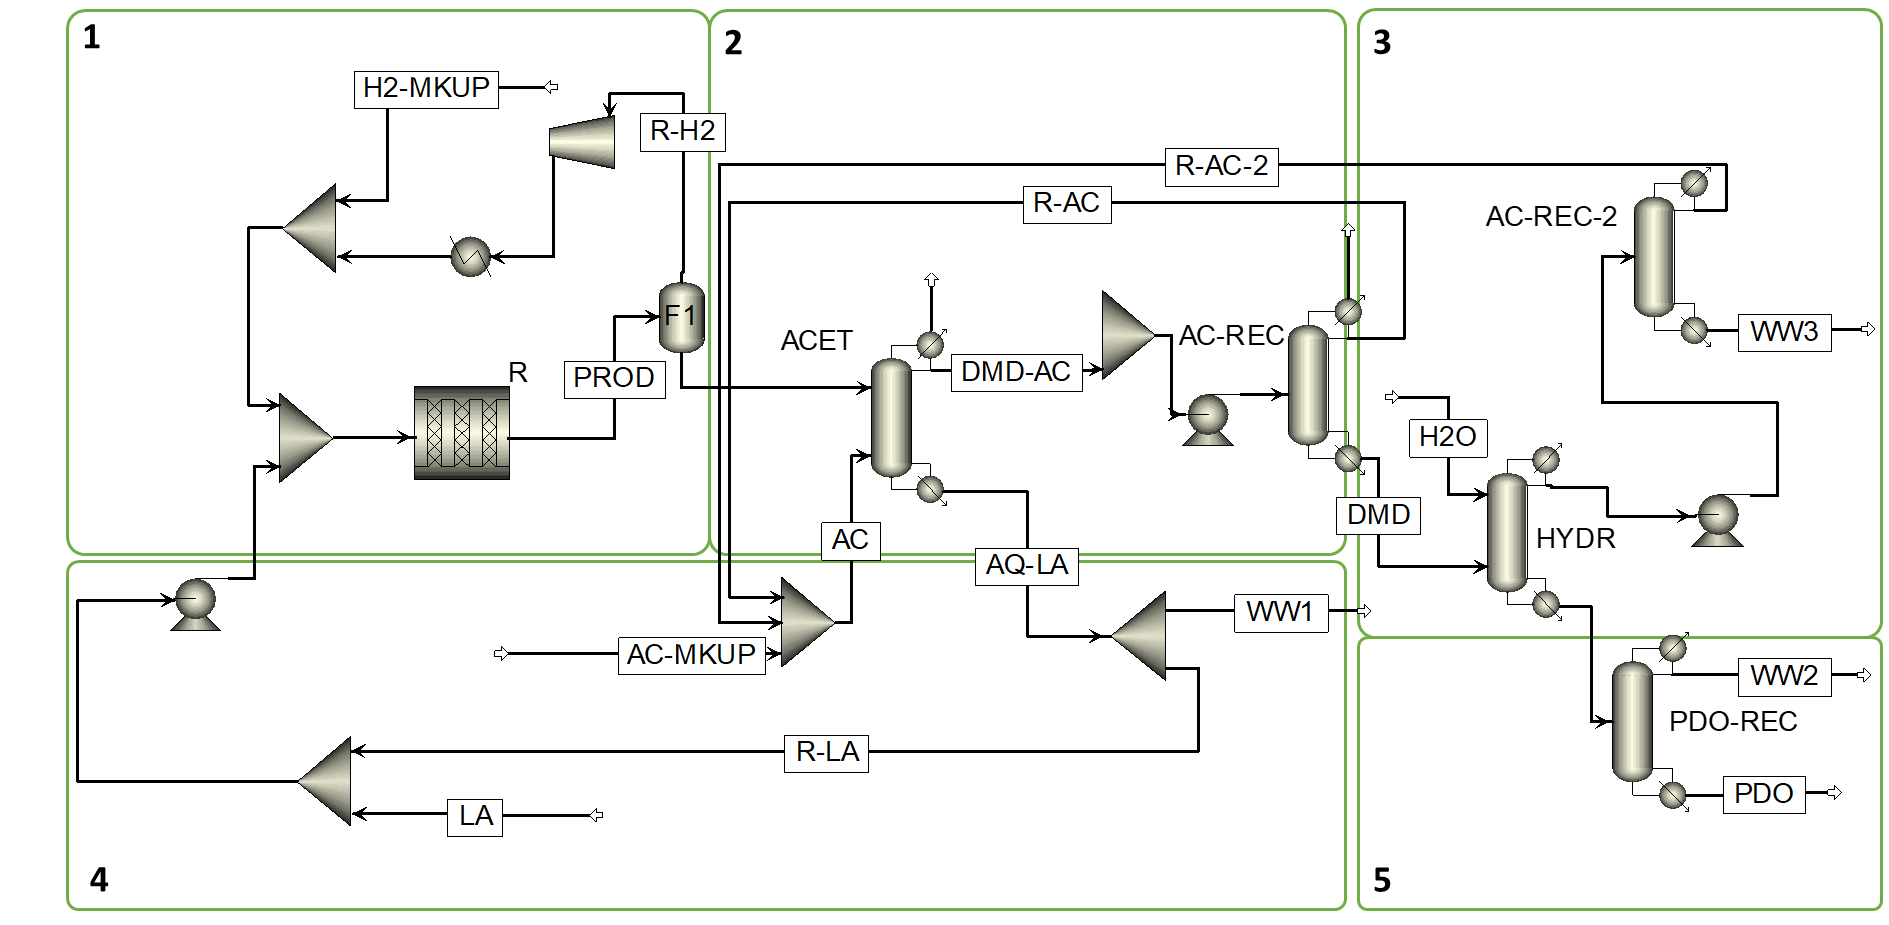 1
H2-MKUP
R-H2
F1
R
PROD
2
R-AC-2
R-AC
ACET
DMD-AC
AC-REC
AC
AQ-LA
3
AC-REC-2
WW3
H2O
DMD
HYDR
AC-MKUP
WW1
R-LA
LA
4
WW2
PDO-REC
PDO
5